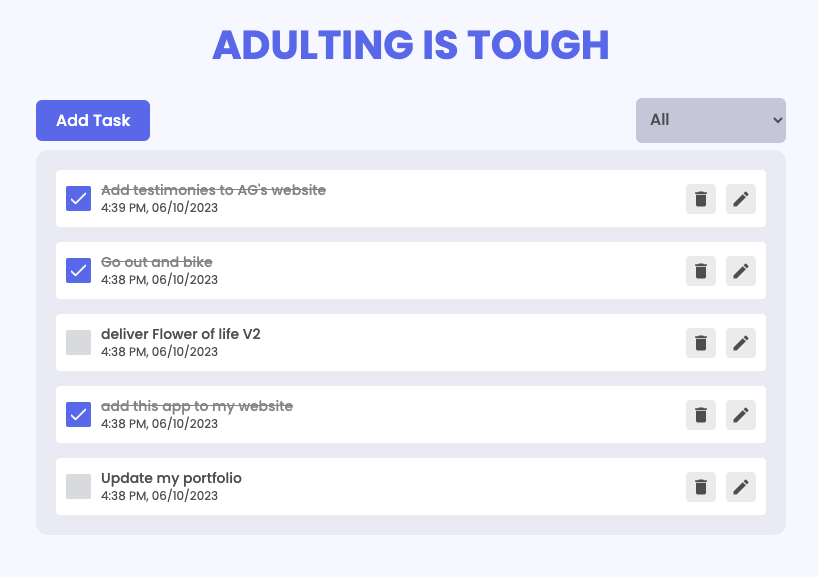 ADULTING IS TOUGH
Add Task
All
Add testimonies to AG's website
4:39 PM, 06/10/2023
Go out and bike
4:38 PM, 06/10/2023
deliver Flower of life V2
4:38 PM, 06/10/2023
add this app to my website
4:38 PM, 06/10/2023
Update my portfolio
4:38 PM, 06/10/2023